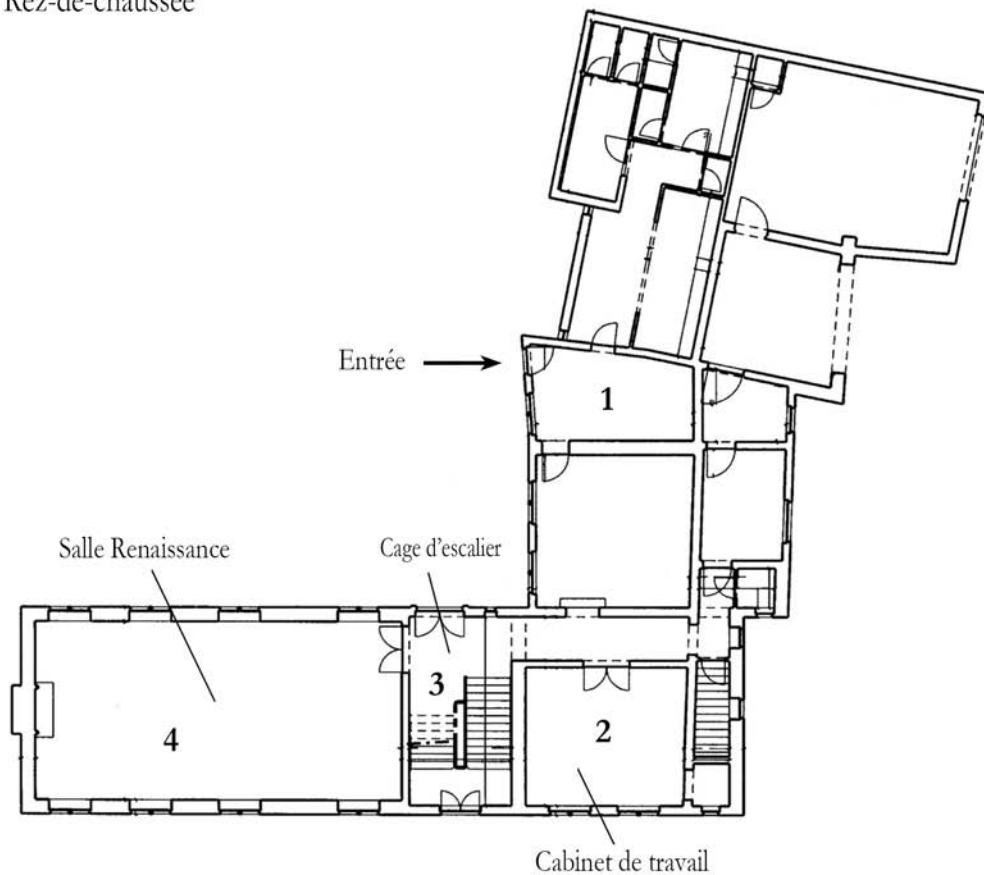 Rez-de-chaussée
Entrée
1
Salle Renaissance
Cage d'escalier
3
2
4
Cabinet de travail